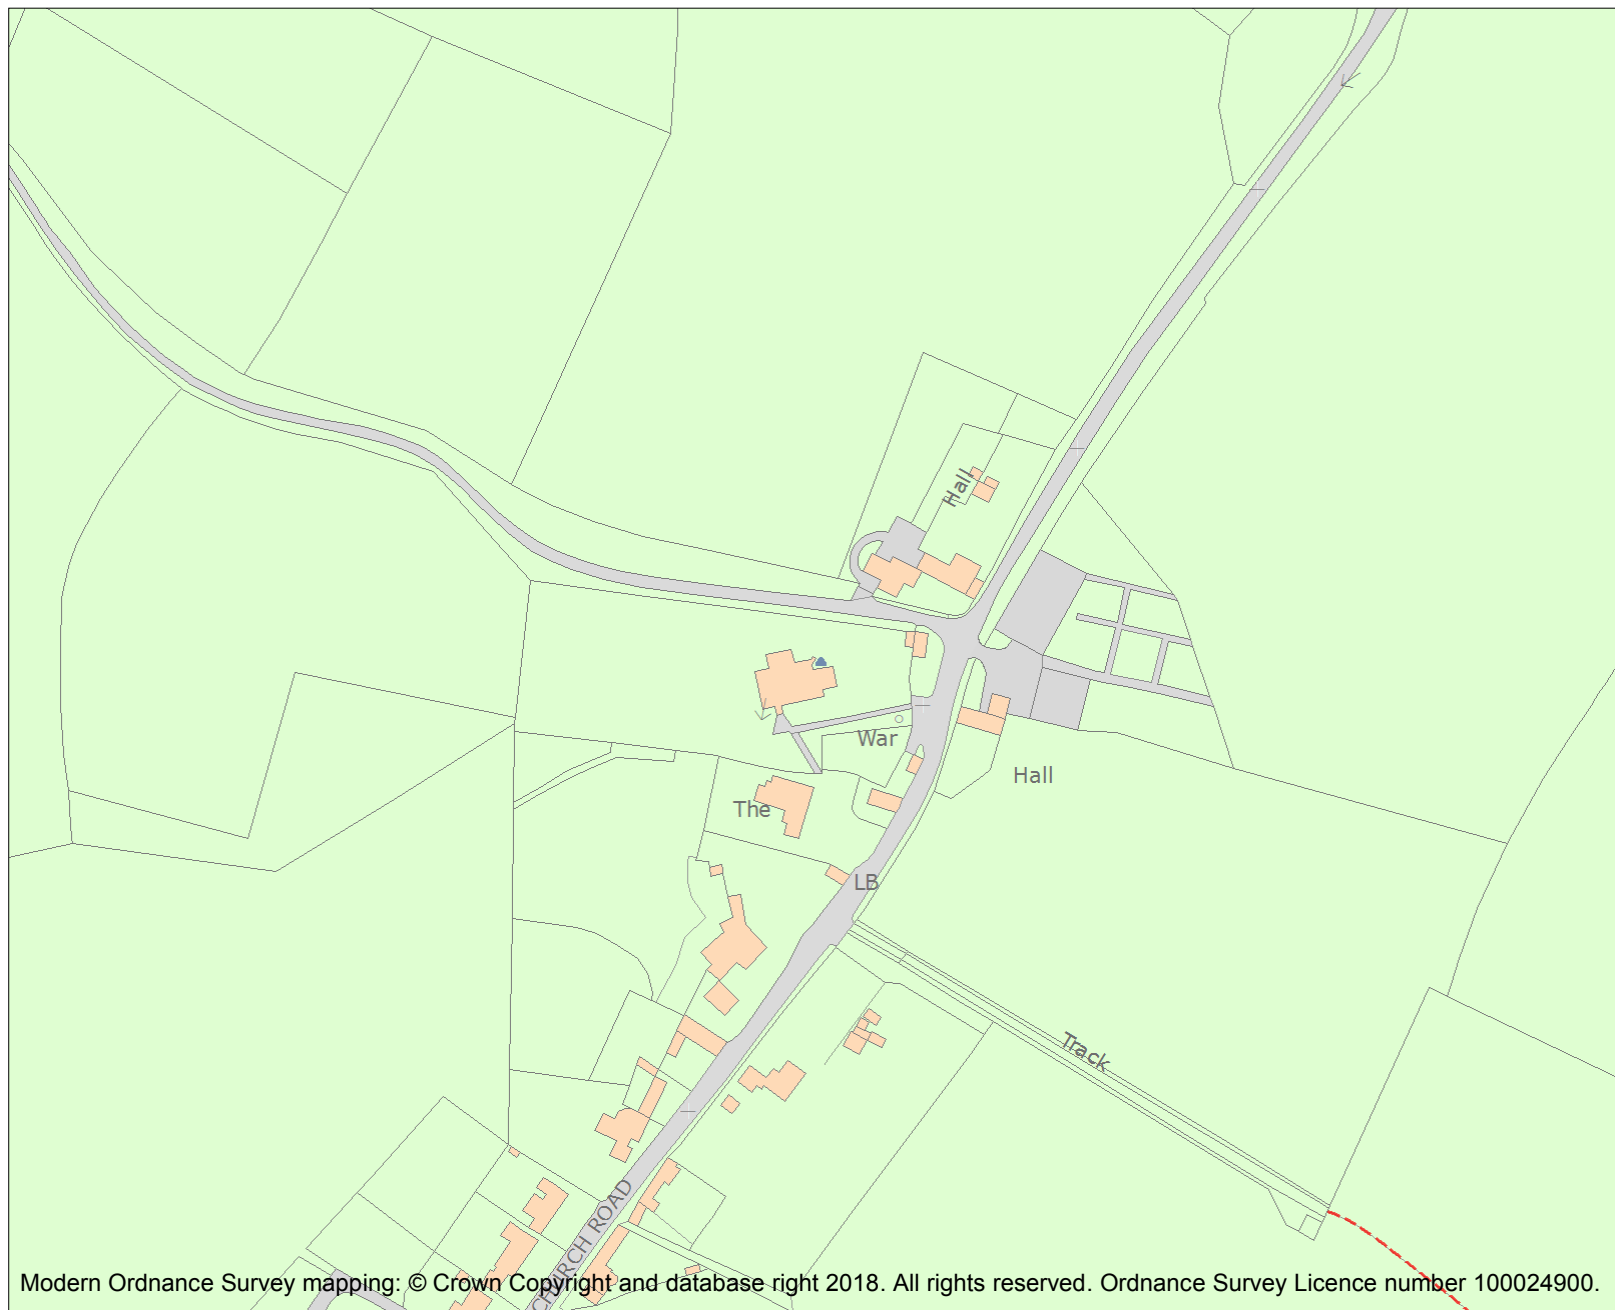 Hall
War
Hall
The
LB
Track
CHURCH ROAD
Modern Ordnance Survey mapping: © Crown Copyright and database right 2018. All rights reserved. Ordnance Survey Licence number 100024900.